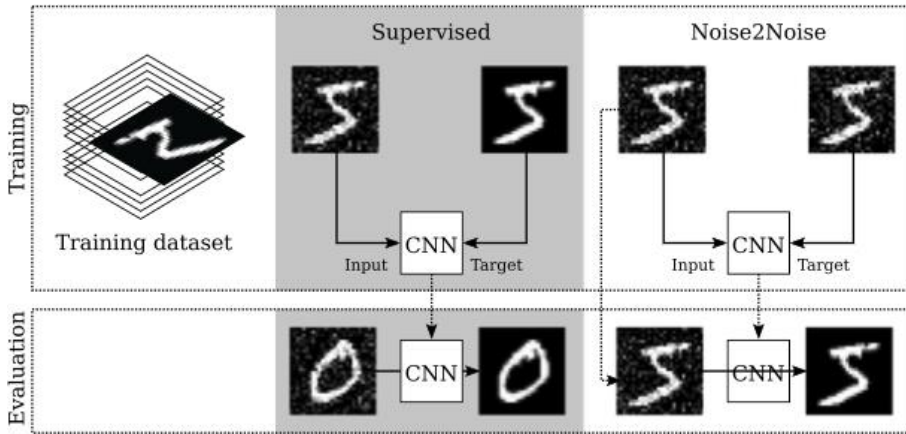 Supervised
Noise2Noise
Training
Training dataset
CNN
Input
Target
CNN
Input
Target
Evaluation
CNN
CNN